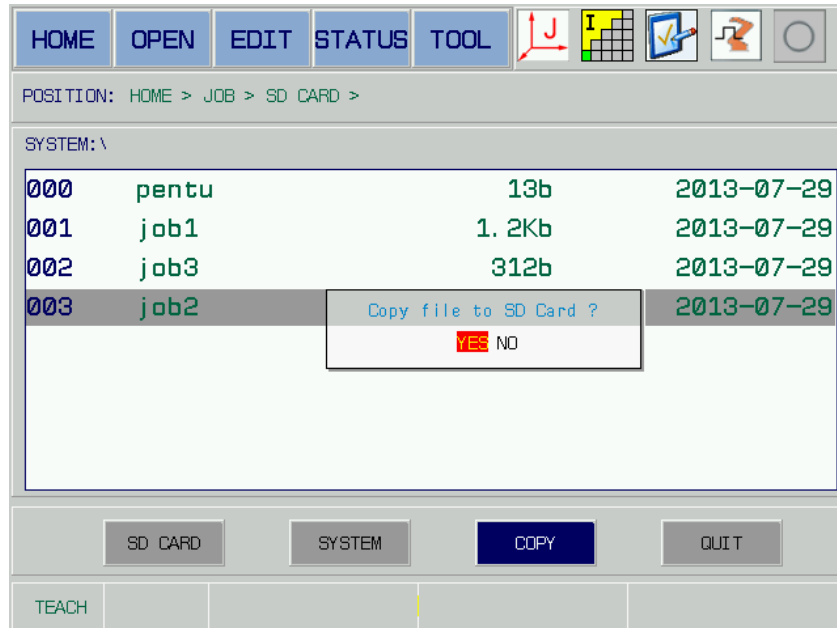 HOME OPEN EDIT STATUS TOOL J I
POSITION: HOME > JOB > SD CARD >
SYSTEM:\
000 pentu 13b 2013-07-29
001 job1 1.2Kb 2013-07-29
002 job3 312b 2013-07-29
003 job2 2013-07-29
Copy file to SD Card ?
YES NO
SD CARD SYSTEM COPY QUIT
TEACH